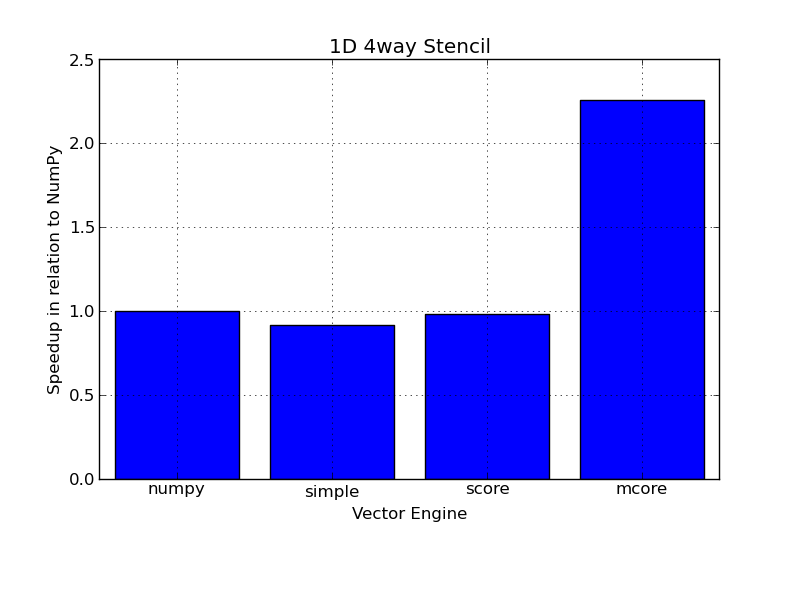 1D 4way Stencil
2.5
2.0
1.5
1.0
0.5
0.0
Speedup in relation to NumPy
numpy simple score mcore
Vector Engine